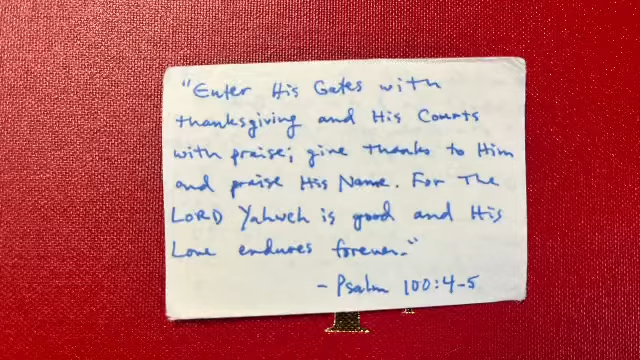 "Enter His Gates with
thanksgiving and His Courts
with praise; give thanks to Him
and praise His Name. For The
LORD Yahweh is good and His
Love endures forever."
- Psalm 100:4-5